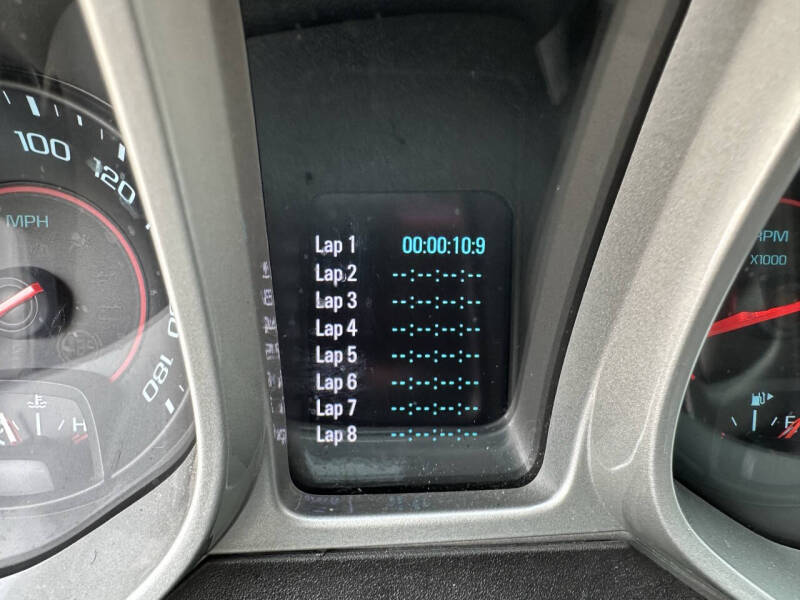 100
120
MPH
180
H
Lap 1 00:00:10:9
Lap 2 --:--:--:--
Lap 3 --:--:--:--
Lap 4 --:--:--:--
Lap 5 --:--:--:--
Lap 6 --:--:--:--
Lap 7 --:--:--:--
Lap 8 --:--:--:--
RPM
X1000
F